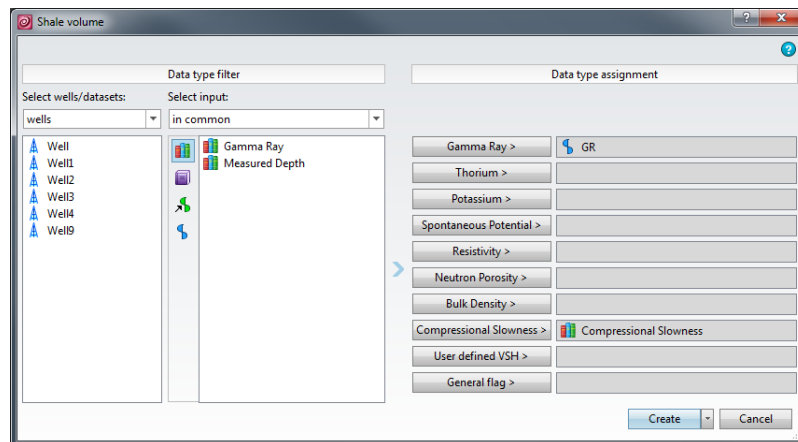 Shale volume
Data type filter
Data type assignment
Select wells/datasets:
Select input:
wells
in common
Well
Well1
Well2
Well3
Well4
Well9
Gamma Ray
Measured Depth
Gamma Ray >
GR
Thorium >
Potassium >
Spontaneous Potential >
Resistivity >
Neutron Porosity >
Bulk Density >
Compressional Slowness >
Compressional Slowness
User defined VSH >
General flag >
Create
Cancel